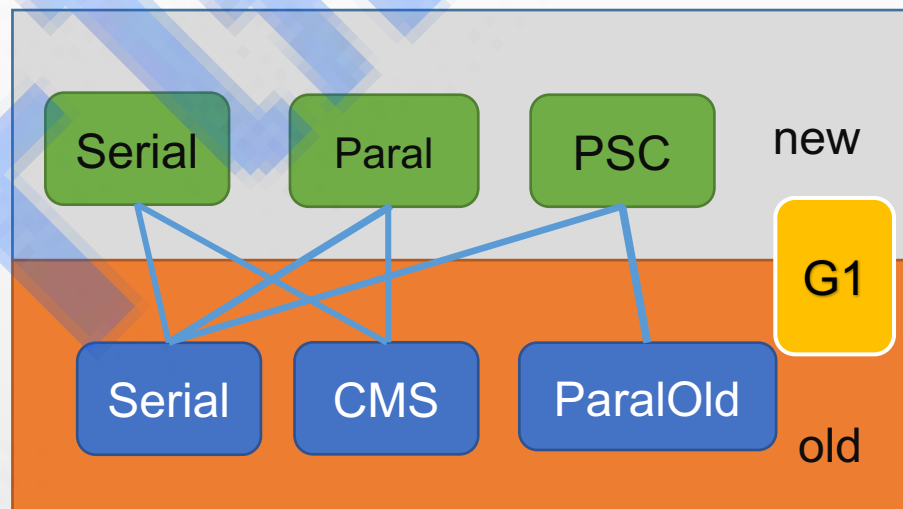 Serial
Paral
PSC
new
G1
Serial
CMS
ParalOld
old